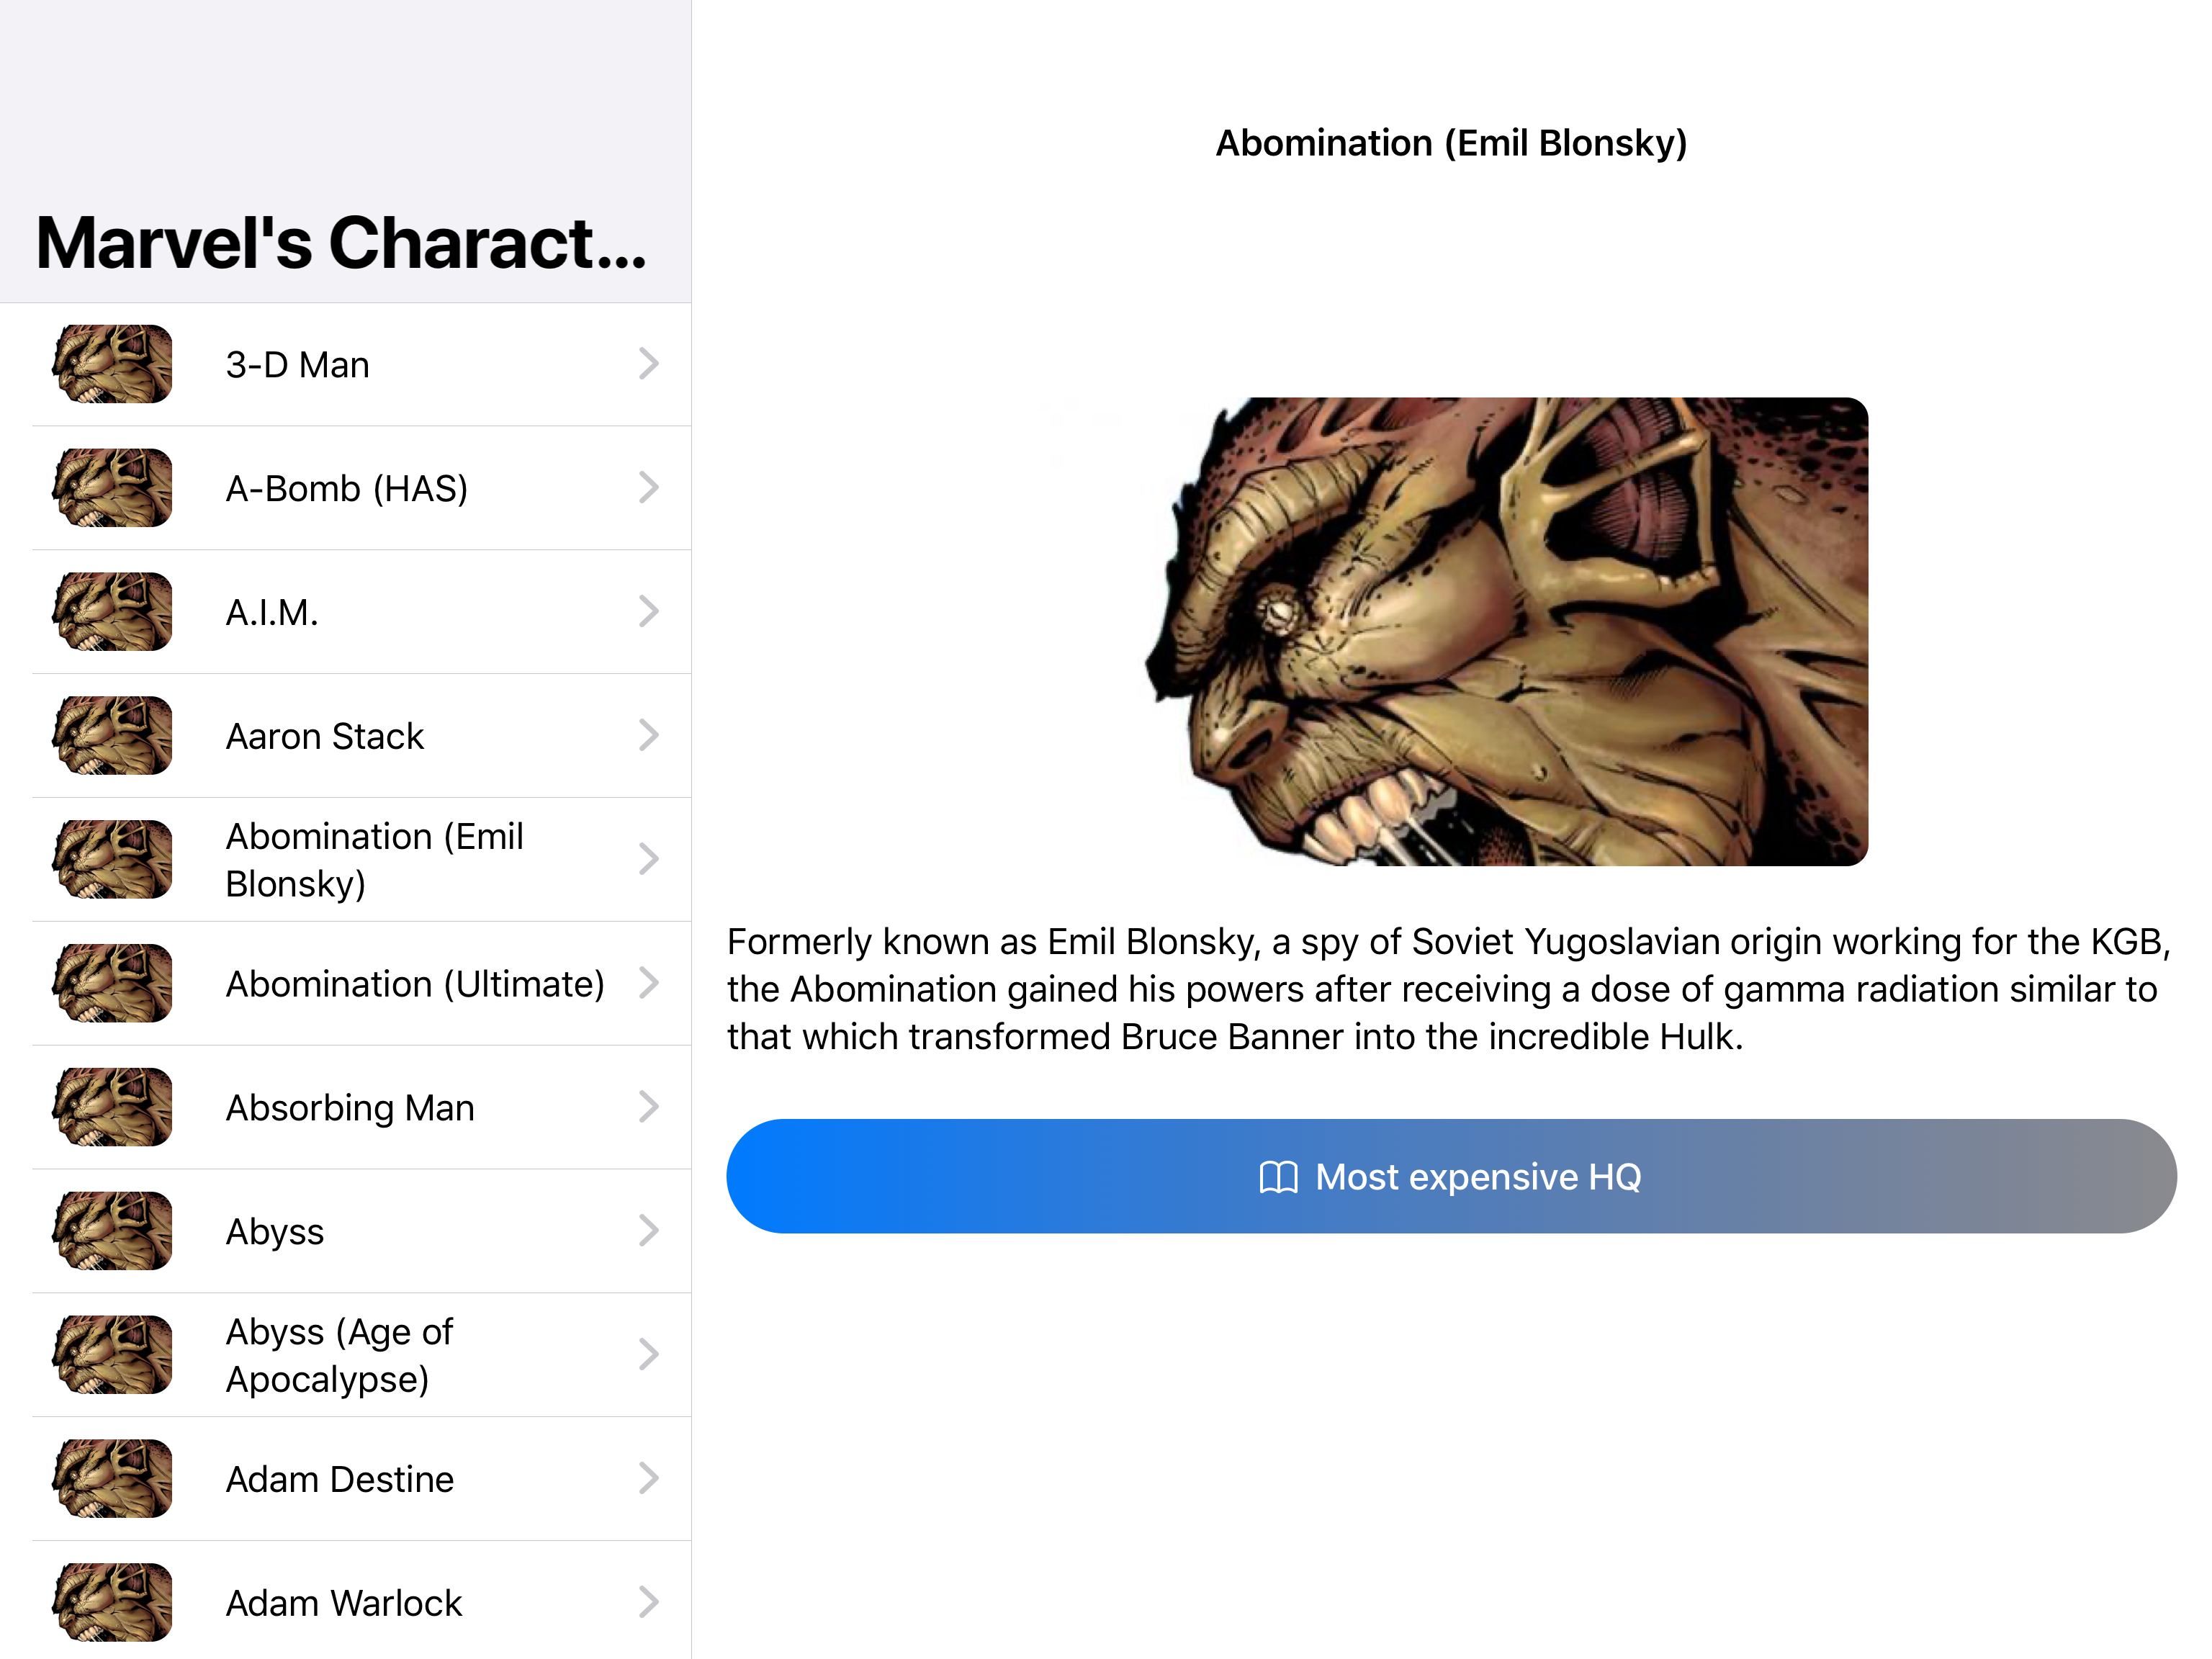 Marvel's Charact...
3-D Man
A-Bomb (HAS)
A.I.M.
Aaron Stack
Abomination (Emil
Blonsky)
Abomination (Ultimate)
Absorbing Man
Abyss
Abyss (Age of
Apocalypse)
Adam Destine
Adam Warlock
Abomination (Emil Blonsky)
Formerly known as Emil Blonsky, a spy of Soviet Yugoslavian origin working for the KGB,
the Abomination gained his powers after receiving a dose of gamma radiation similar to
that which transformed Bruce Banner into the incredible Hulk.
Most expensive HQ